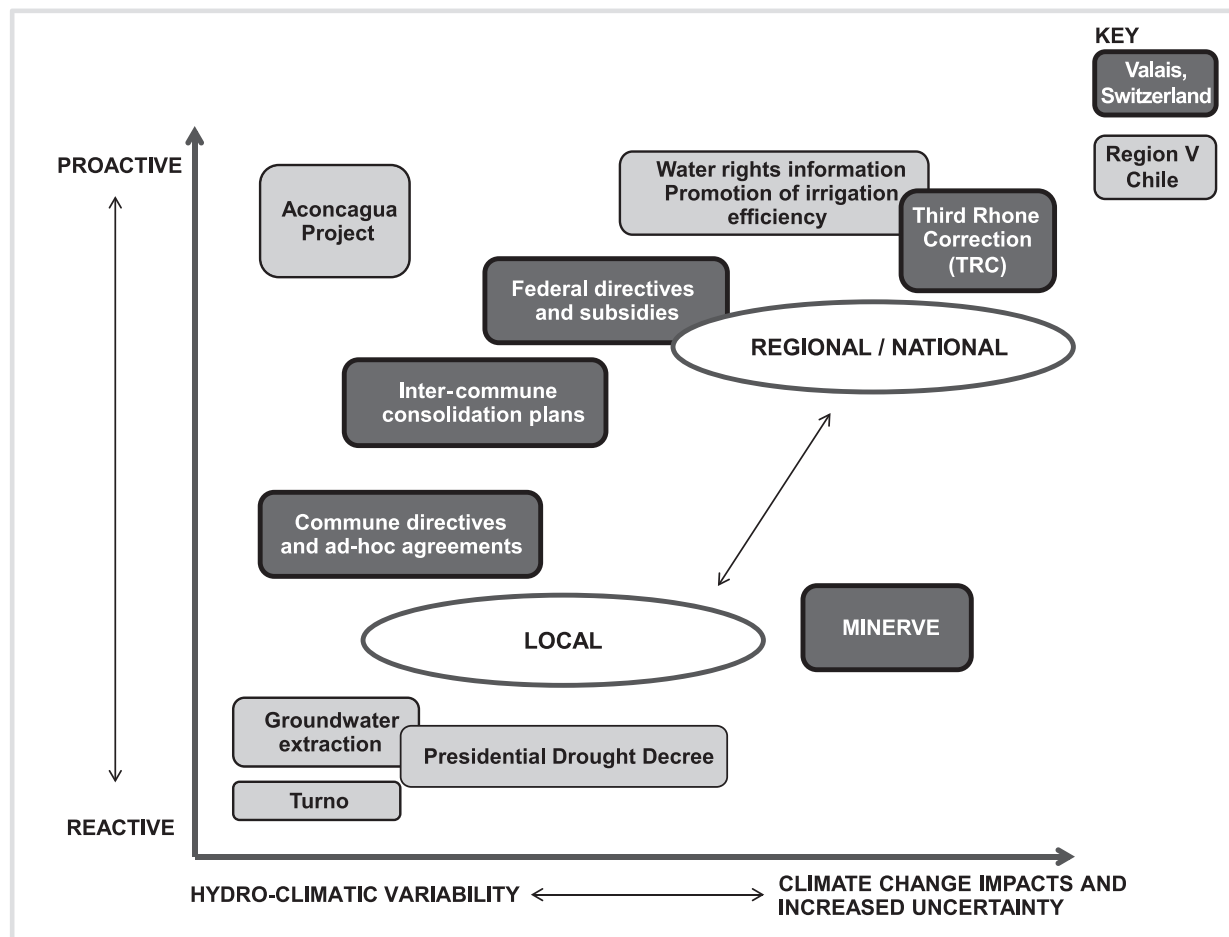 KEY
Valais,
Switzerland
Region V
Chile
PROACTIVE
Aconcagua
Project
Water rights information
Promotion of irrigation
efficiency
Third Rhone
Correction
(TRC)
Federal directives
and subsidies
REGIONAL / NATIONAL
Inter-commune
consolidation plans
Commune directives
and ad-hoc agreements
LOCAL
MINERVE
Groundwater
extraction
Presidential Drought Decree
Turno
REACTIVE
HYDRO-CLIMATIC VARIABILITY
CLIMATE CHANGE IMPACTS AND
INCREASED UNCERTAINTY